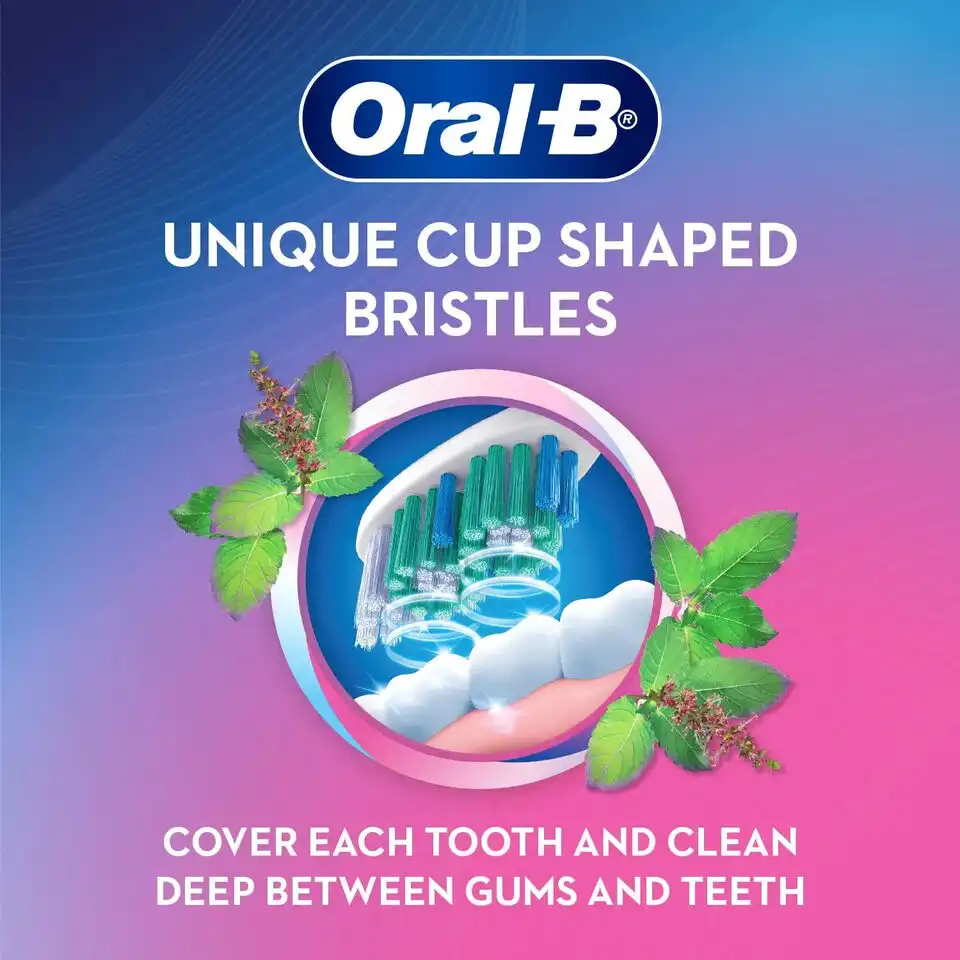 Oral-B®
UNIQUE CUP SHAPED
BRISTLES
COVER EACH TOOTH AND CLEAN
DEEP BETWEEN GUMS AND TEETH